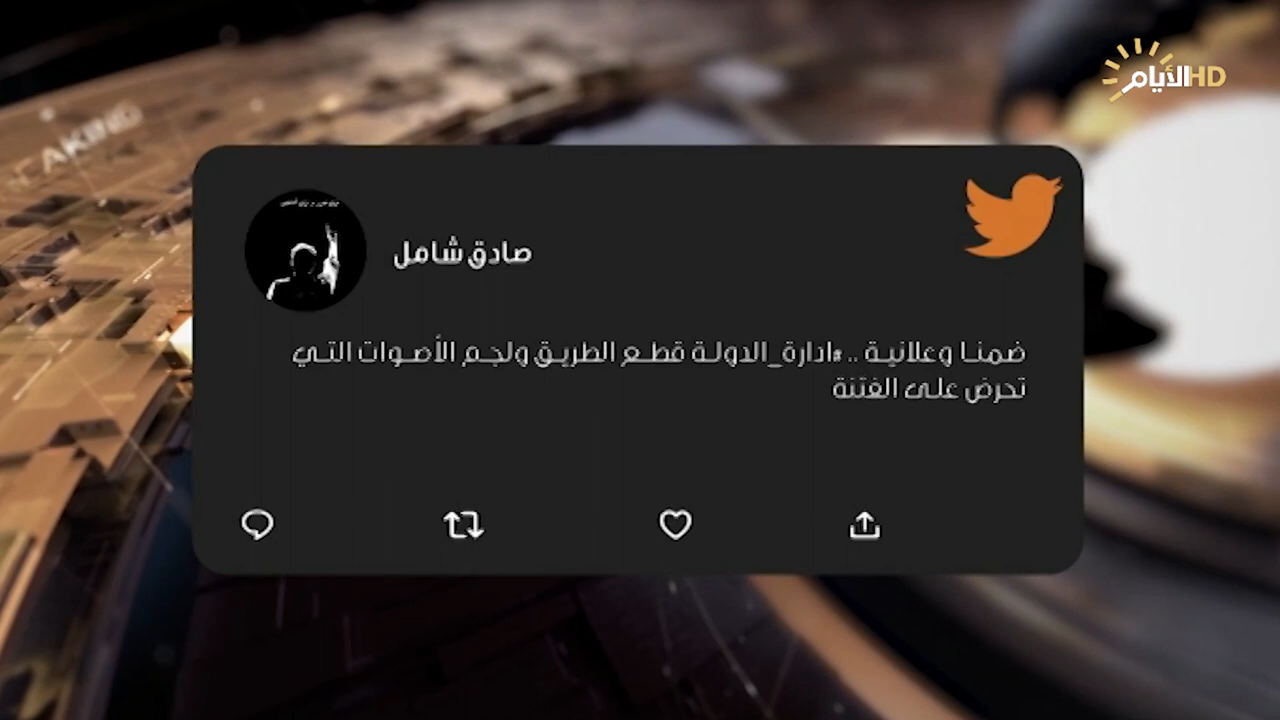 الأيام HD
صادق شامل
ضمنا وعلانية .. #ادارة_الدولة قطع الطريق ولجم الأصوات التي
تحرض على الفتنة